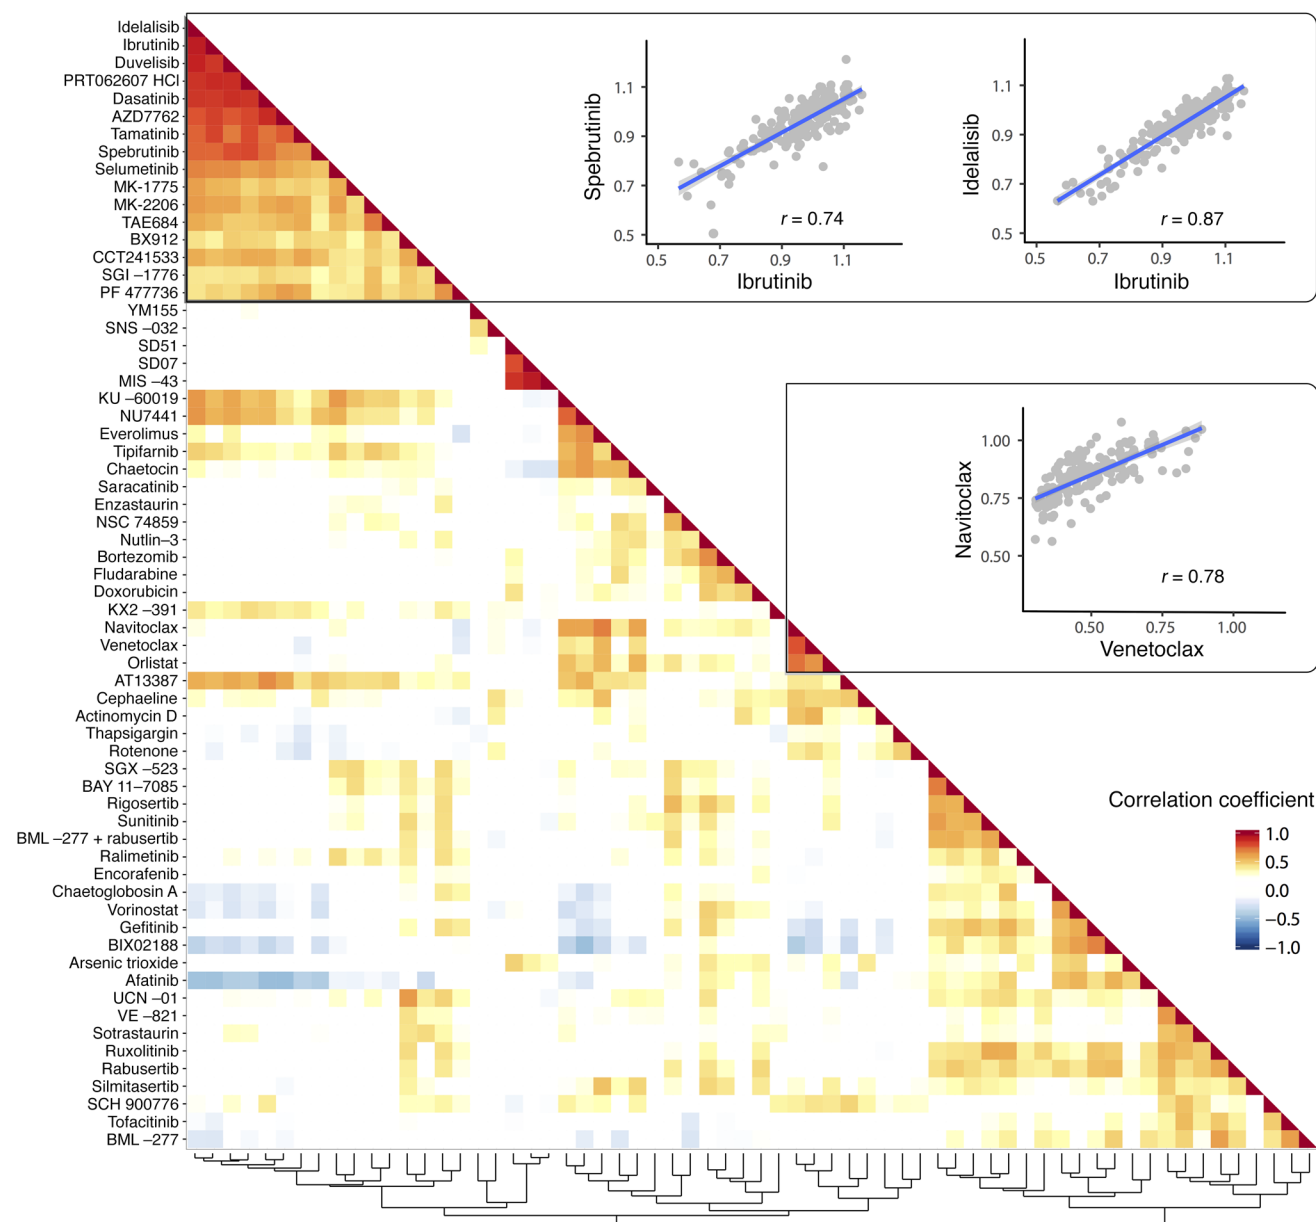 Idelalisib
Ibrutinib
Duvelisib
PRT062607 HCl
Dasatinib
AZD7762
Tamatinib
Spebrutinib
Selumetinib
MK-1775
MK-2206
TAE684
BX912
CCT241533
SGI –1776
PF 477736
YM155
SNS –032
SD51
SD07
MIS –43
KU –60019
NU7441
Everolimus
Tipifarnib
Chaetocin
Saracatinib
Enzastaurin
NSC 74859
Nutlin–3
Bortezomib
Fludarabine
Doxorubicin
KX2 –391
Navitoclax
Venetoclax
Orlistat
AT13387
Cephaeline
Actinomycin D
Thapsigargin
Rotenone
SGX –523
BAY 11–7085
Rigosertib
Sunitinib
BML –277 + rabusertib
Ralimetinib
Encorafenib
Chaetoglobosin A
Vorinostat
Gefitinib
BIX02188
Arsenic trioxide
Afatinib
UCN –01
VE –821
Sotrastaurin
Ruxolitinib
Rabusertib
Silmitasertib
SCH 900776
Tofacitinib
BML –277
Spebrutinib
1.1
0.9
0.7
0.5
r = 0.74
0.5 0.7 0.9 1.1
Ibrutinib
Idelalisib
1.1
0.9
0.7
0.5
r = 0.87
0.5 0.7 0.9 1.1
Ibrutinib
Navitoclax
1.00
0.75
0.50
r = 0.78
0.50 0.75 1.00
Venetoclax
Correlation coefficient
1.0
0.5
0.0
–0.5
–1.0